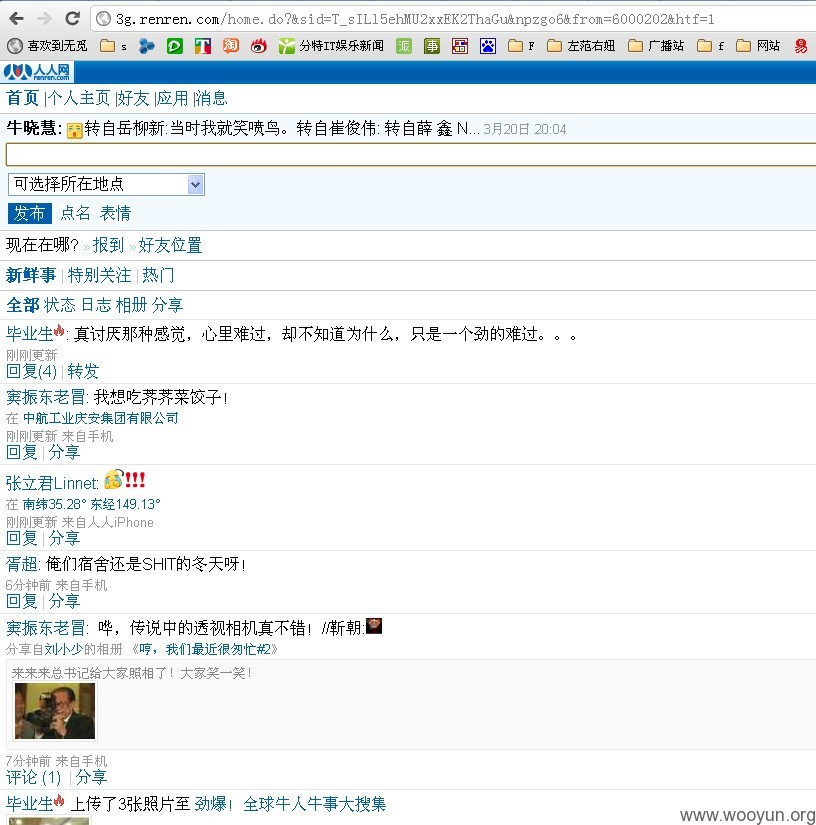 3g.renren.com/home.do?&sid=T_sILl5ehMU2xxEK2ThaGu&npzgo6&from=6000202&htf=1
喜欢到无觅 s 分特IT娱乐新闻 F 左范右妞 广播站 f 网站
人人网
renren.com
首页 |个人主页|好友|应用|消息
牛晓慧: 转自岳柳新:当时我就笑喷鸟。转自崔俊伟: 转自薛 鑫 N... 3月20日 20:04
可选择所在地点
发布 点名 表情
现在在哪? » 报到 » 好友位置
新鲜事 | 特别关注 | 热门
全部 状态 日志 相册 分享
毕业生: 真讨厌那种感觉，心里难过，却不知道为什么，只是一个劲的难过。。。
刚刚更新
回复(4) | 转发
窦振东老冒: 我想吃荠荠菜饺子!
在 中航工业庆安集团有限公司
刚刚更新 来自手机
回复 | 分享
张立君Linnet: !!!
在 南纬35.28° 东经149.13°
刚刚更新 来自人人iPhone
回复 | 分享
胥超: 俺们宿舍还是SHIT的冬天呀!
6分钟前 来自手机
回复 | 分享
窦振东老冒: 哗，传说中的透视相机真不错！//靳朝:
分享自刘小少的相册 《哼，我们最近很匆忙#2》
来来来总书记给大家照相了！大家笑一笑!
7分钟前 来自手机
评论 (1) | 分享
毕业生 上传了3张照片至 劲爆！全球牛人牛事大搜集
www.wooyun.org